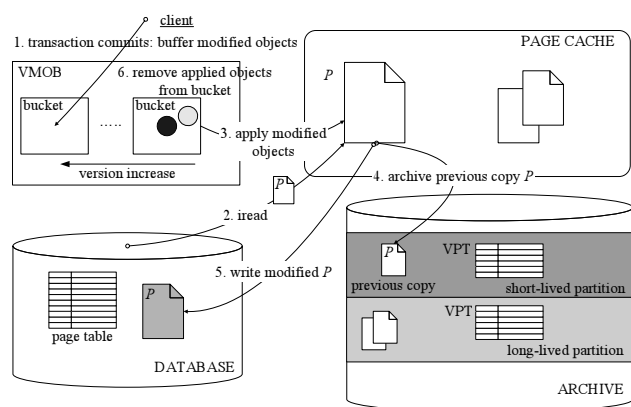 client
1. transaction commits: buffer modified objects
PAGE CACHE
VMOB
6. remove applied objects
from bucket
P
bucket
bucket
.....
3. apply modified
objects
version increase
4. archive previous copy P
P
2. iread
5. write modified P
P
VPT
previous copy
short-lived partition
P
page table
VPT
long-lived partition
DATABASE
ARCHIVE